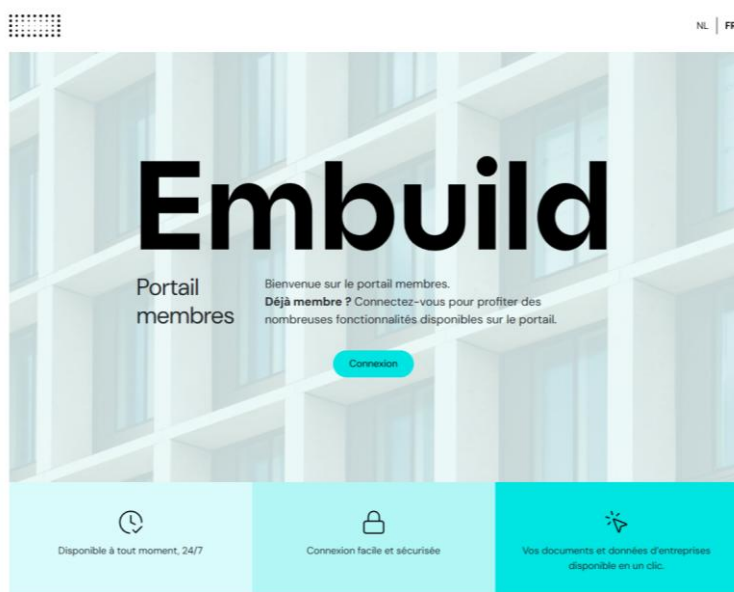 NL | FR
Embuild
Portail
membres
Bienvenue sur le portail membres.
Déjà membre ? Connectez-vous pour profiter des
nombreuses fonctionnalités disponibles sur le portail.
Connexion
Disponible à tout moment, 24/7
Connexion facile et sécurisée
Vos documents et données d'entreprises
disponible en un clic.